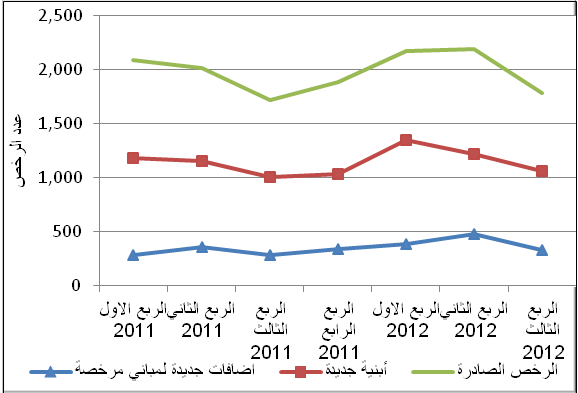 2,500
2,000
1,500
1,000
500
0
عدد الرخص
الربع الاول
2011
الربع الثاني
2011
الربع
الثالث
2011
الربع
الرابع
2011
الربع الاول
2012
الربع الثاني
2012
الربع
الثالث
2012
اضافات جديدة لمباني مرخصة
أبنية جديدة
الرخص الصادرة